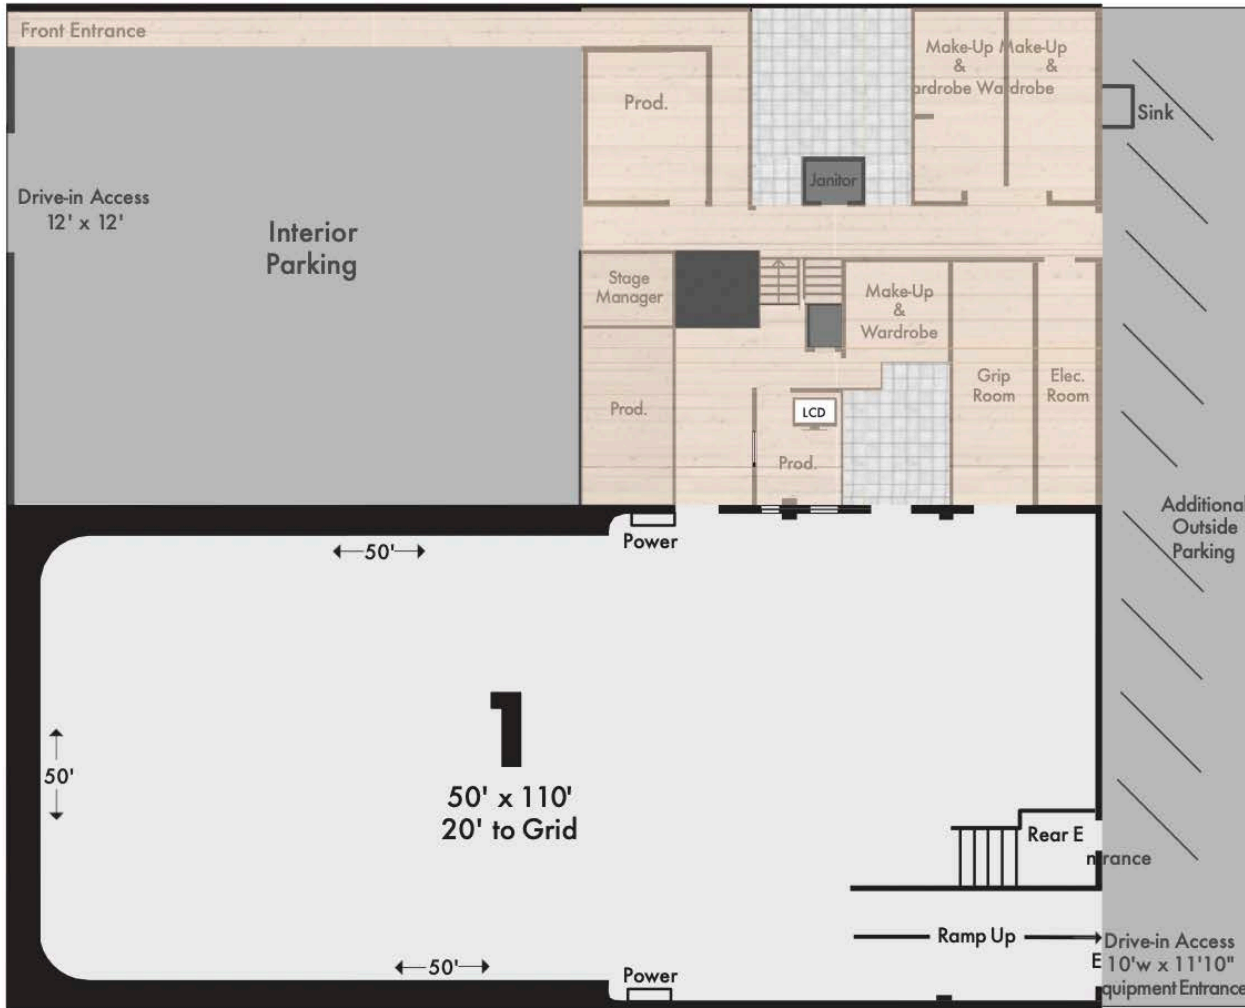 Front Entrance
Drive-in Access
12' x 12'
Interior
Parking
Prod.
Janitor
Make-Up
&
ardrobe
Make-Up
&
Wardrobe
Sink
Stage
Manager
Prod.
Make-Up
&
Wardrobe
LCD
Prod.
Grip
Room
Elec.
Room
Additional
Outside
Parking
Power
50'
50'
1
50' x 110'
20' to Grid
50'
Power
Rear E
ntrance
Ramp Up
Drive-in Access
10'w x 11'10"
Equipment Entrance